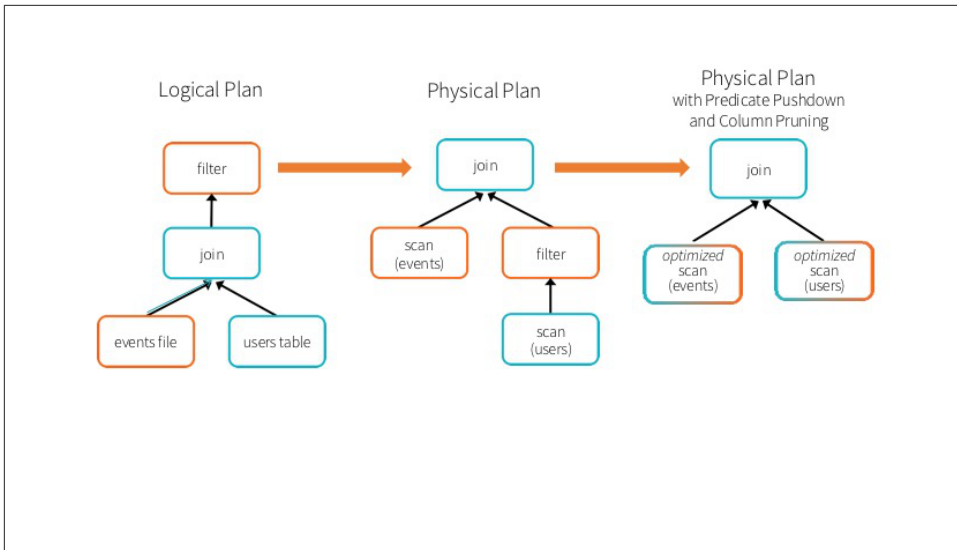 Logical Plan
filter
join
events file
users table
Physical Plan
join
scan
(events)
filter
scan
(users)
Physical Plan
with Predicate Pushdown
and Column Pruning
join
optimized
scan
(events)
optimized
scan
(users)